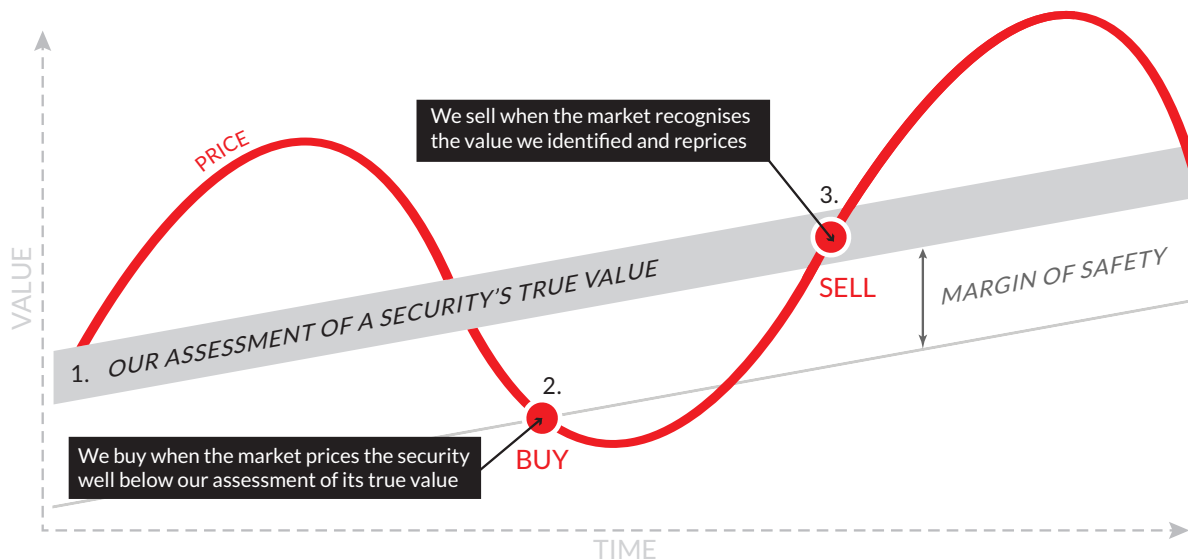 We sell when the market recognises
the value we identified and reprices
PRICE
3.
SELL
MARGIN OF SAFETY
VALUE
1. OUR ASSESSMENT OF A SECURITY’S TRUE VALUE
2.
BUY
We buy when the market prices the security
well below our assessment of its true value
TIME